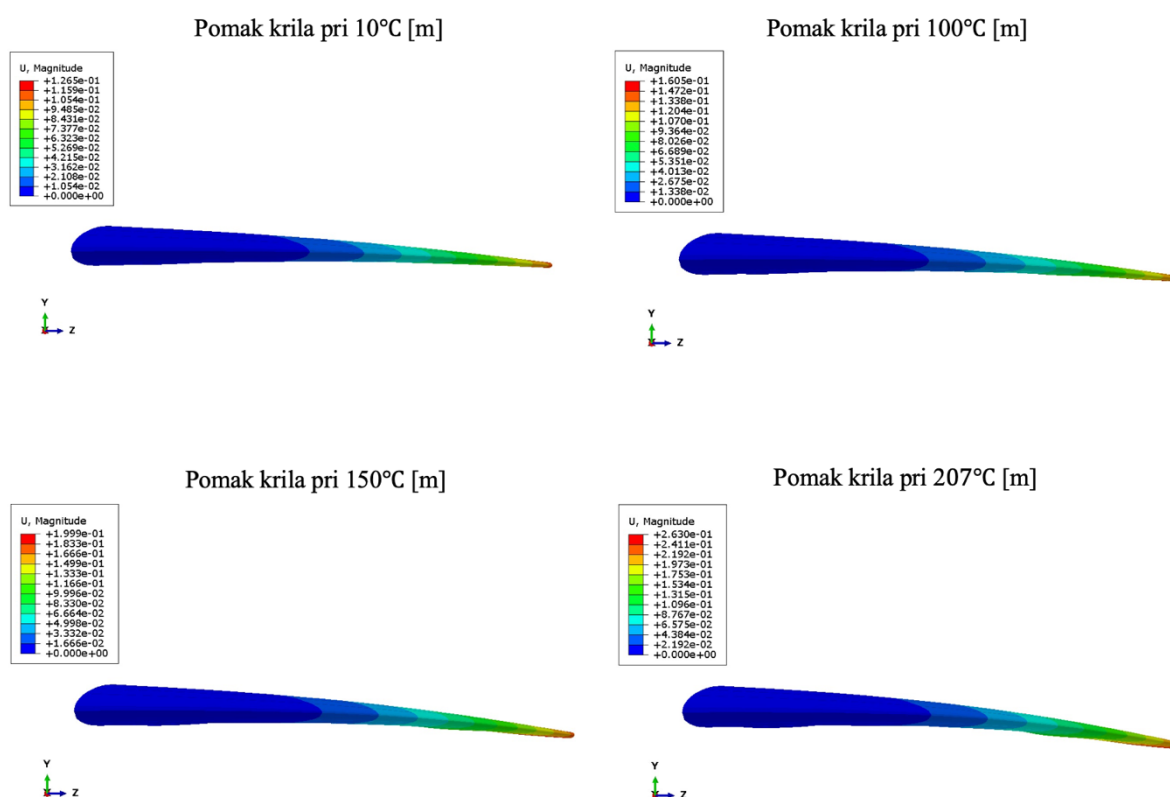 Pomak krila pri 10°C [m]
U, Magnitude
+1.265e-01
+1.159e-01
+1.054e-01
+9.485e-02
+8.431e-02
+7.377e-02
+6.323e-02
+5.269e-02
+4.215e-02
+3.162e-02
+2.108e-02
+1.054e-02
+0.000e+00
Y
Z
Pomak krila pri 100°C [m]
U, Magnitude
+1.605e-01
+1.472e-01
+1.338e-01
+1.204e-01
+1.070e-01
+9.364e-02
+8.026e-02
+6.689e-02
+5.351e-02
+4.013e-02
+2.675e-02
+1.338e-02
+0.000e+00
Y
Z
Pomak krila pri 150°C [m]
U, Magnitude
+1.999e-01
+1.833e-01
+1.666e-01
+1.499e-01
+1.333e-01
+1.166e-01
+9.996e-02
+8.330e-02
+6.664e-02
+4.998e-02
+3.332e-02
+1.666e-02
+0.000e+00
Y
Z
Pomak krila pri 207°C [m]
U, Magnitude
+2.630e-01
+2.411e-01
+2.192e-01
+1.973e-01
+1.753e-01
+1.534e-01
+1.315e-01
+1.096e-01
+8.767e-02
+6.575e-02
+4.384e-02
+2.192e-02
+0.000e+00
Y
Z